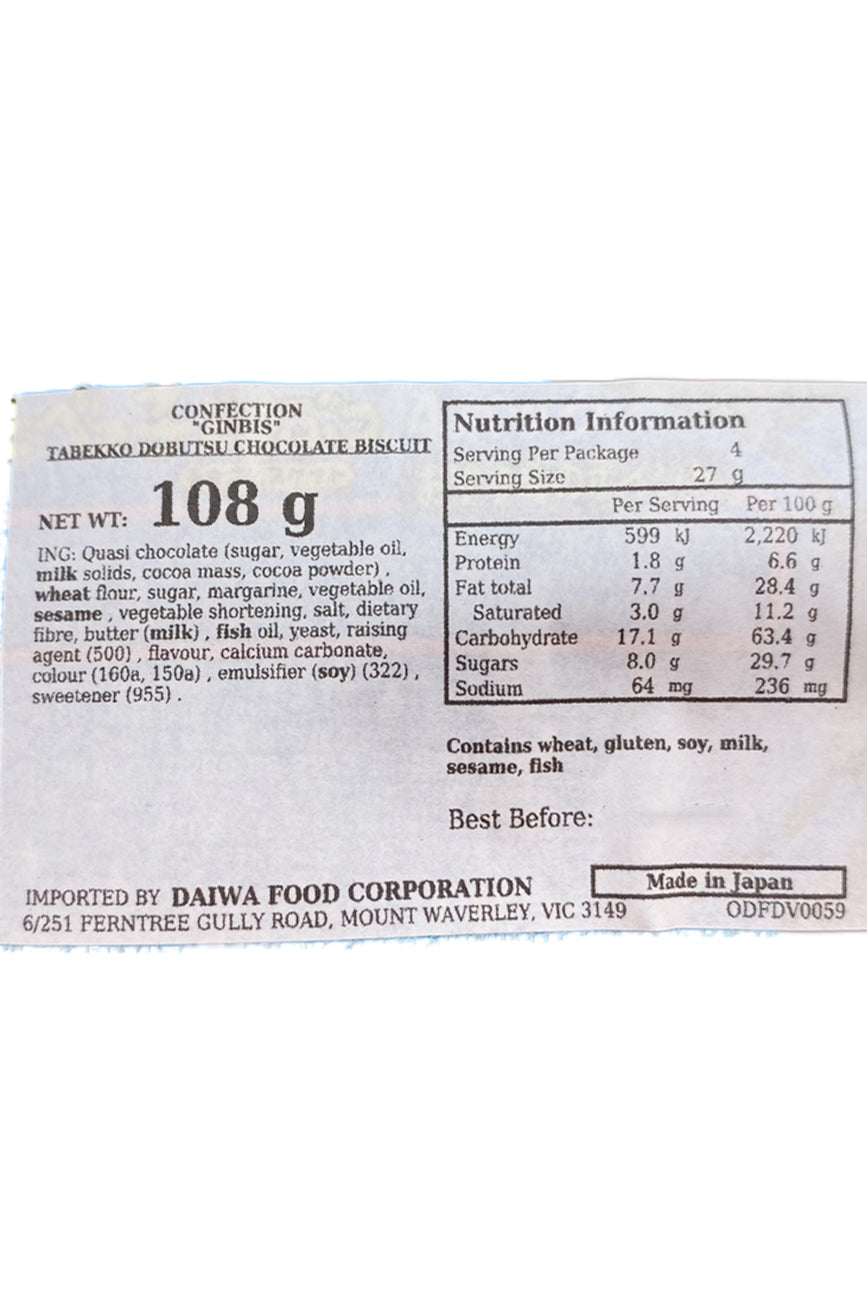 CONFECTION
"GINBIS"
TABEKKO DOBUTSU CHOCOLATE BISCUIT
NET WT: 108 g
ING: Quasi chocolate (sugar, vegetable oil,
milk solids, cocoa mass, cocoa powder) ,
wheat flour, sugar, margarine, vegetable oil,
sesame , vegetable shortening, salt, dietary
fibre, butter (milk) , fish oil, yeast, raising
agent (500) , flavour, calcium carbonate,
colour (160a, 150a) , emulsifier (soy) (322) ,
sweetener (955) .
Nutrition Information
Serving Per Package 4
Serving Size 27 g
Per Serving Per 100 g
Energy 599 kJ 2,220 kJ
Protein 1.8 g 6.6 g
Fat total 7.7 g 28.4 g
Saturated 3.0 g 11.2 g
Carbohydrate 17.1 g 63.4 g
Sugars 8.0 g 29.7 g
Sodium 64 mg 236 mg
Contains wheat, gluten, soy, milk,
sesame, fish
Best Before:
IMPORTED BY DAIWA FOOD CORPORATION
6/251 FERNTREE GULLY ROAD, MOUNT WAVERLEY, VIC 3149
Made in Japan
ODFDV0059